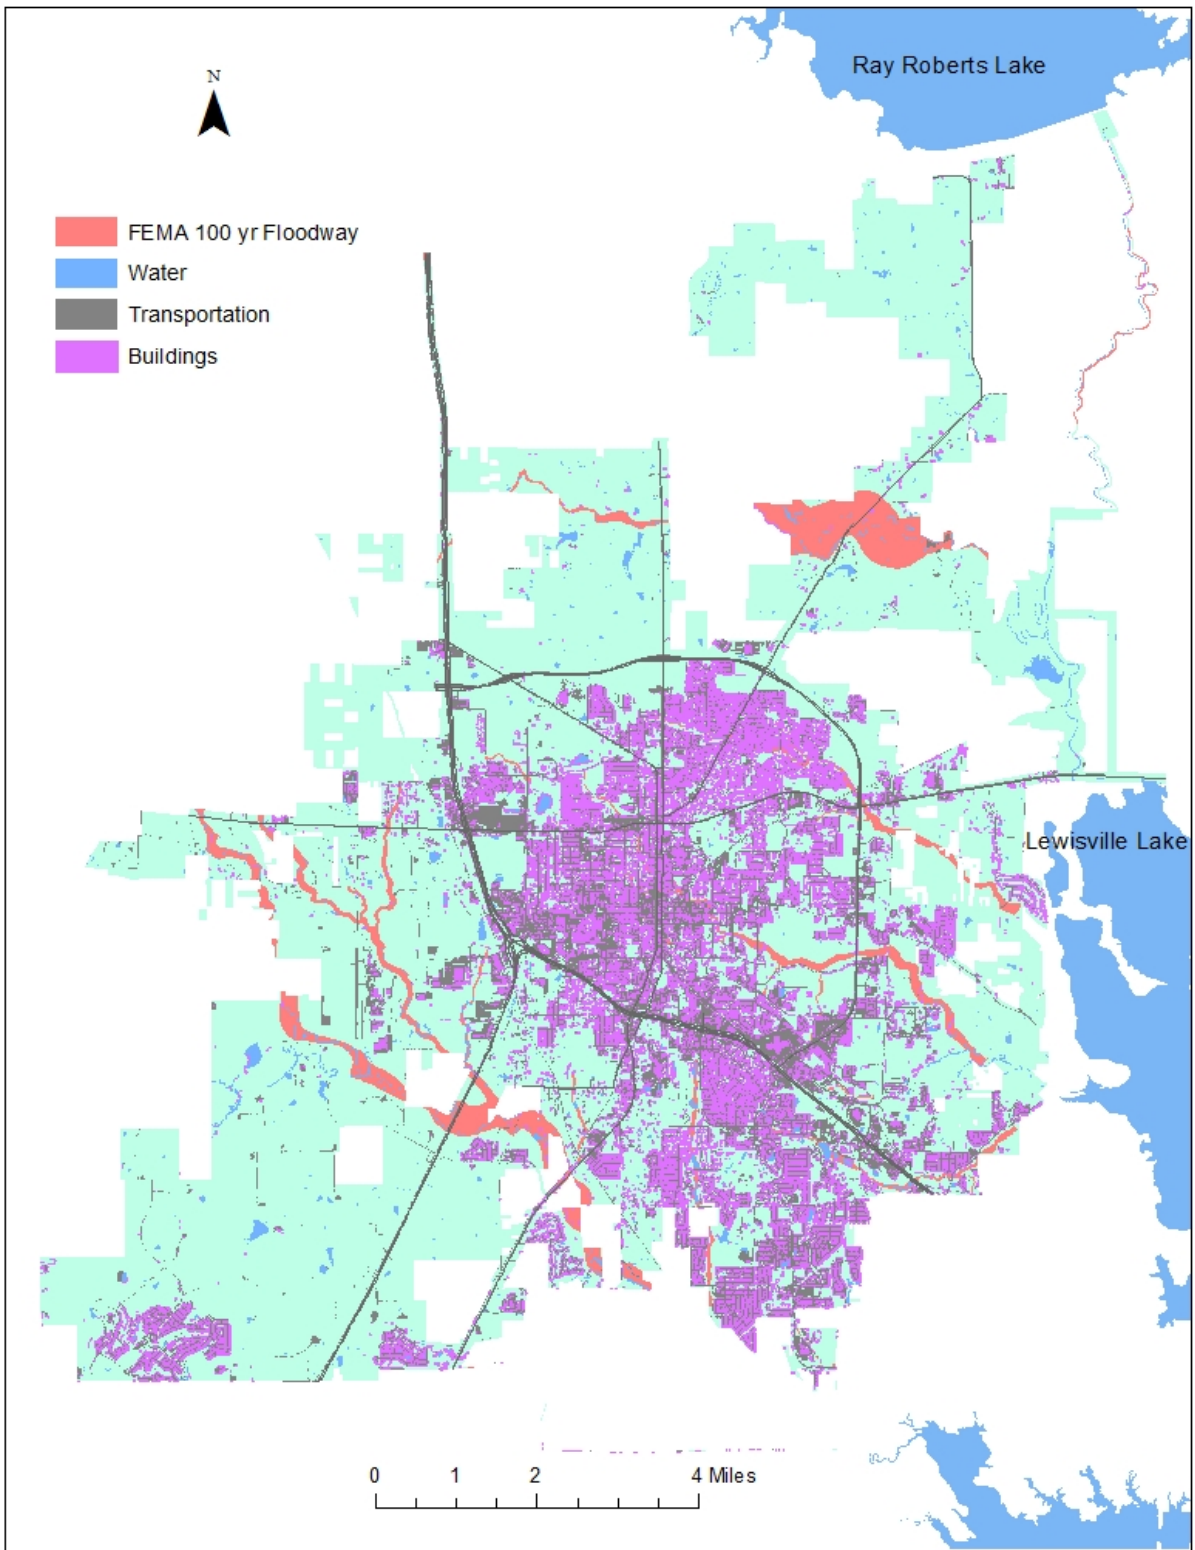 Ray Roberts Lake
N
FEMA 100 yr Floodway
Water
Transportation
Buildings
Lewisville Lake
0 1 2 4 Miles